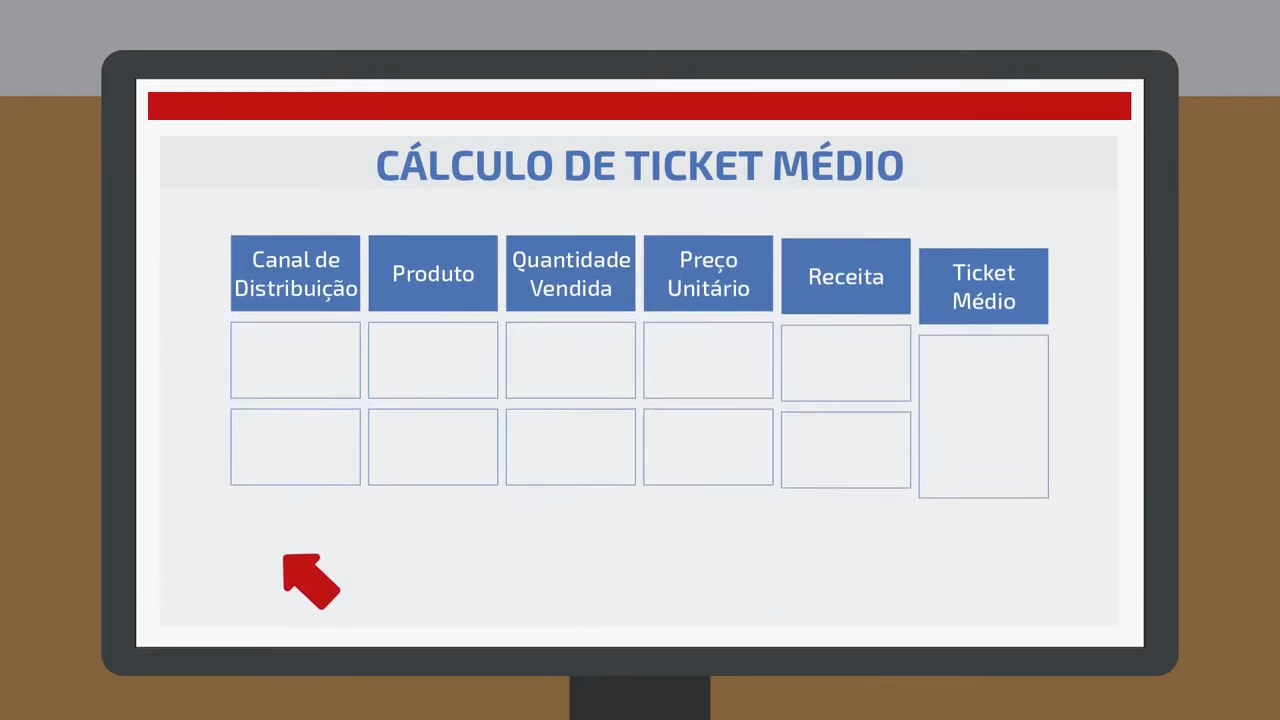 CÁLCULO DE TICKET MÉDIO
Canal de
Distribuição
Produto
Quantidade
Vendida
Preço
Unitário
Receita
Ticket
Médio